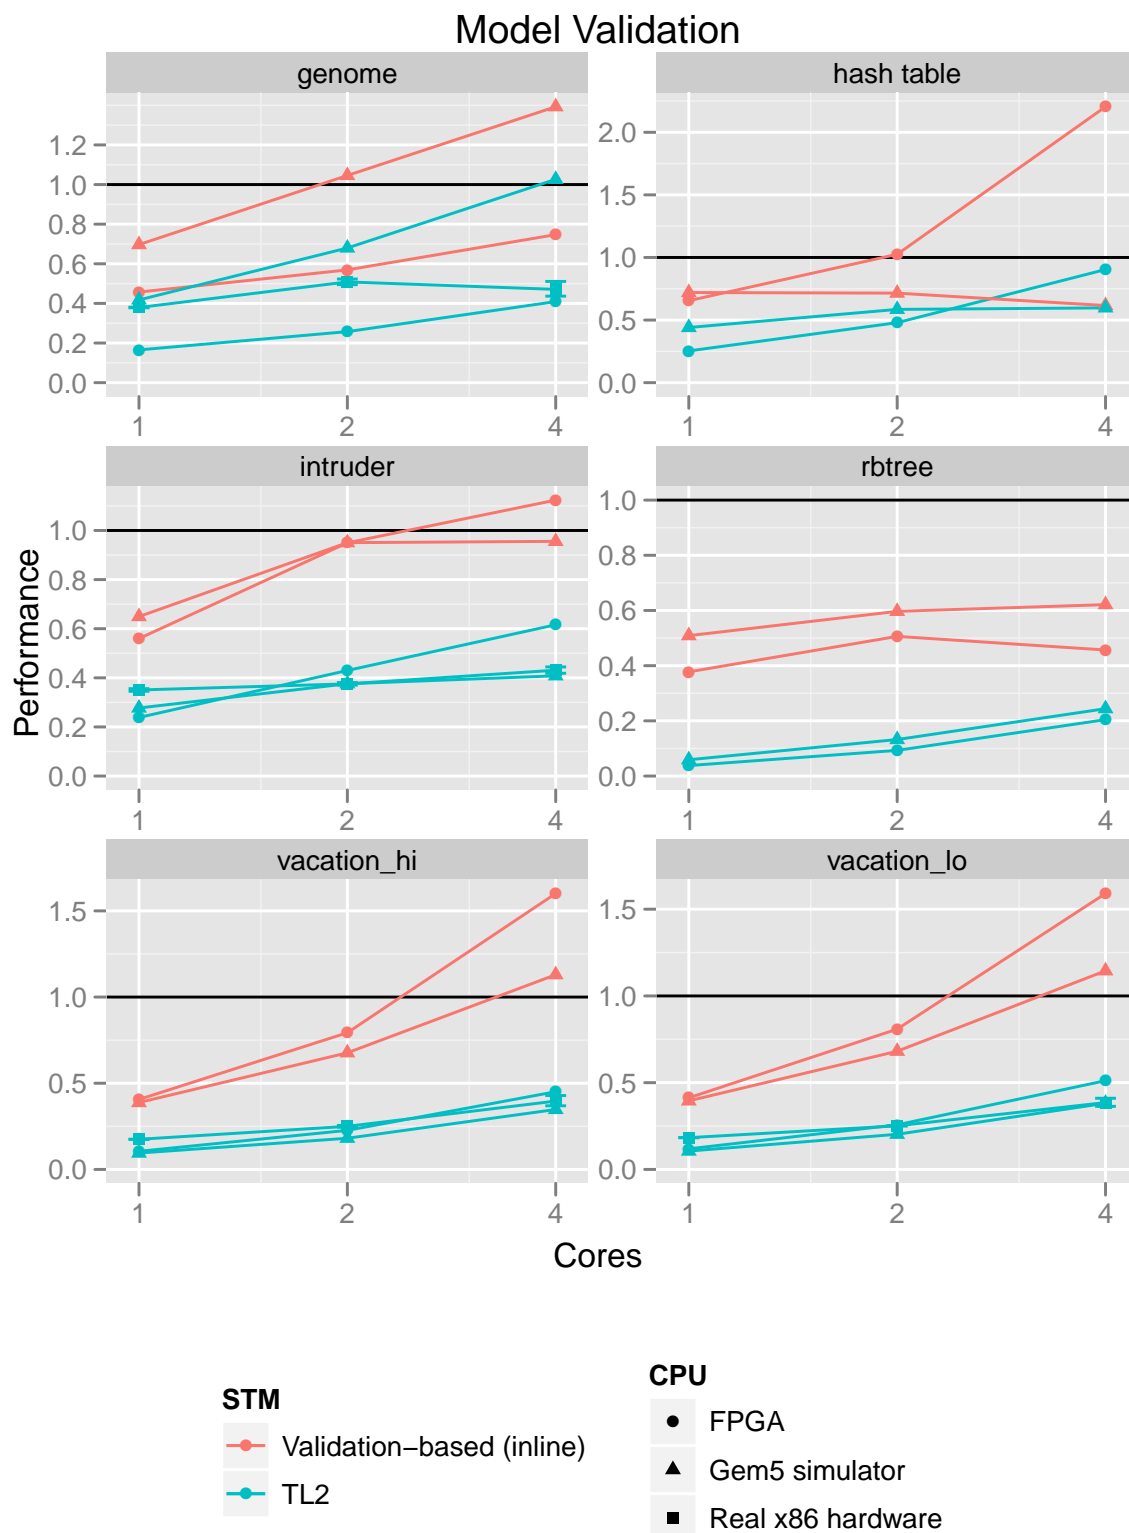 Model Validation
genome
hash table
1.2
1.0
0.8
0.6
0.4
0.2
0.0
2.0
1.5
1.0
0.5
0.0
1 2 4
1 2 4
intruder
rbtree
1.0
0.8
0.6
0.4
0.2
0.0
1.0
0.8
0.6
0.4
0.2
0.0
1 2 4
1 2 4
Performance
vacation_hi
vacation_lo
1.5
1.0
0.5
0.0
1.5
1.0
0.5
0.0
1 2 4
1 2 4
Cores
STM
Validation−based (inline)
TL2
CPU
FPGA
Gem5 simulator
Real x86 hardware